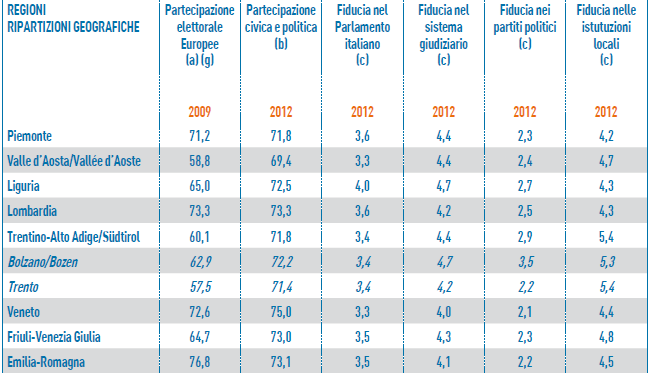 REGIONI RIPARTIZIONI GEOGRAFICHE | Partecipazione elettorale Europee (a) (g) | Partecipazione civica e politica (b) | Fiducia nel Parlamento italiano (c) | Fiducia nel sistema giudiziario (c) | Fiducia nei partiti politici (c) | Fiducia nelle istutuzioni locali (c)
2009 2012 2012 2012 2012 2012
Piemonte 71,2 71,8 3,6 4,4 2,3 4,2
Valle d'Aosta/Vallée d'Aoste 58,8 69,4 3,3 4,4 2,4 4,7
Liguria 65,0 72,5 4,0 4,7 2,7 4,3
Lombardia 73,3 73,3 3,6 4,2 2,5 4,3
Trentino-Alto Adige/Südtirol 60,1 71,8 3,4 4,4 2,9 5,4
Bolzano/Bozen 62,9 72,2 3,4 4,7 3,5 5,3
Trento 57,5 71,4 3,4 4,2 2,2 5,4
Veneto 72,6 75,0 3,3 4,0 2,1 4,4
Friuli-Venezia Giulia 64,7 73,0 3,5 4,3 2,3 4,8
Emilia-Romagna 76,8 73,1 3,5 4,1 2,2 4,5